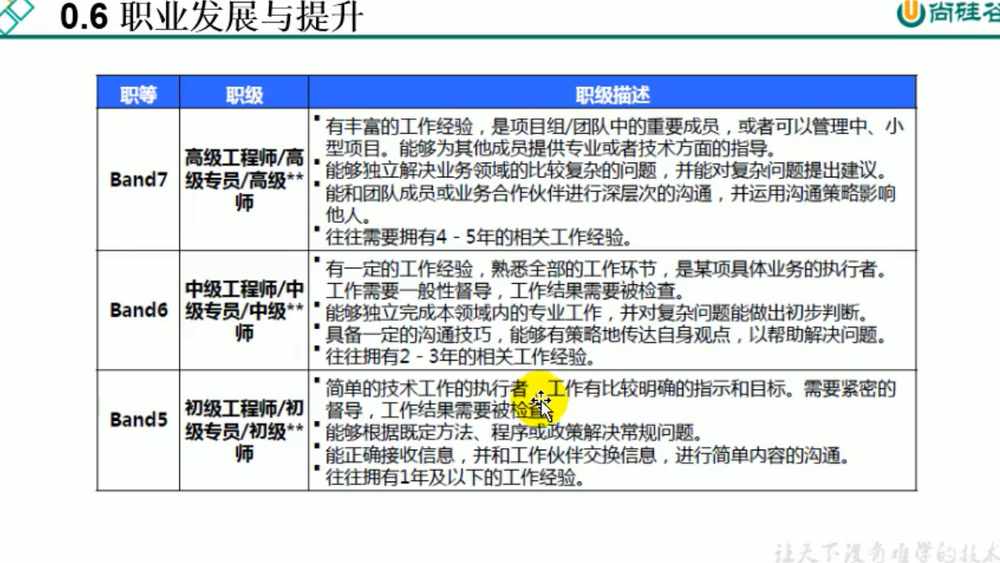 0.6 职业发展与提升
尚硅谷
职等 职级 职级描述
Band7
高级工程师/高
级专员/高级**
师
有丰富的工作经验，是项目组/团队中的重要成员，或者可以管理中、小
型项目。能够为其他成员提供专业或者技术方面的指导。
能够独立解决业务领域的比较复杂的问题，并能对复杂问题提出建议。
能和团队成员或业务合作伙伴进行深层次的沟通，并运用沟通策略影响
他人。
往往需要拥有4－5年的相关工作经验。
Band6
中级工程师/中
级专员/中级**
师
有一定的工作经验，熟悉全部的工作环节，是某项具体业务的执行者。
工作需要一般性督导，工作结果需要被检查。
能够独立完成本领域内的专业工作，并对复杂问题能做出初步判断。
具备一定的沟通技巧，能够有策略地传达自身观点，以帮助解决问题。
往往拥有2－3年的相关工作经验。
Band5
初级工程师/初
级专员/初级**
师
简单的技术工作的执行者，工作有比较明确的指示和目标。需要紧密的
督导，工作结果需要被检查。
能够根据既定方法、程序或政策解决常规问题。
能正确接收信息，并和工作伙伴交换信息，进行简单内容的沟通。
往往拥有1年及以下的工作经验。
让天下没有难学的技术